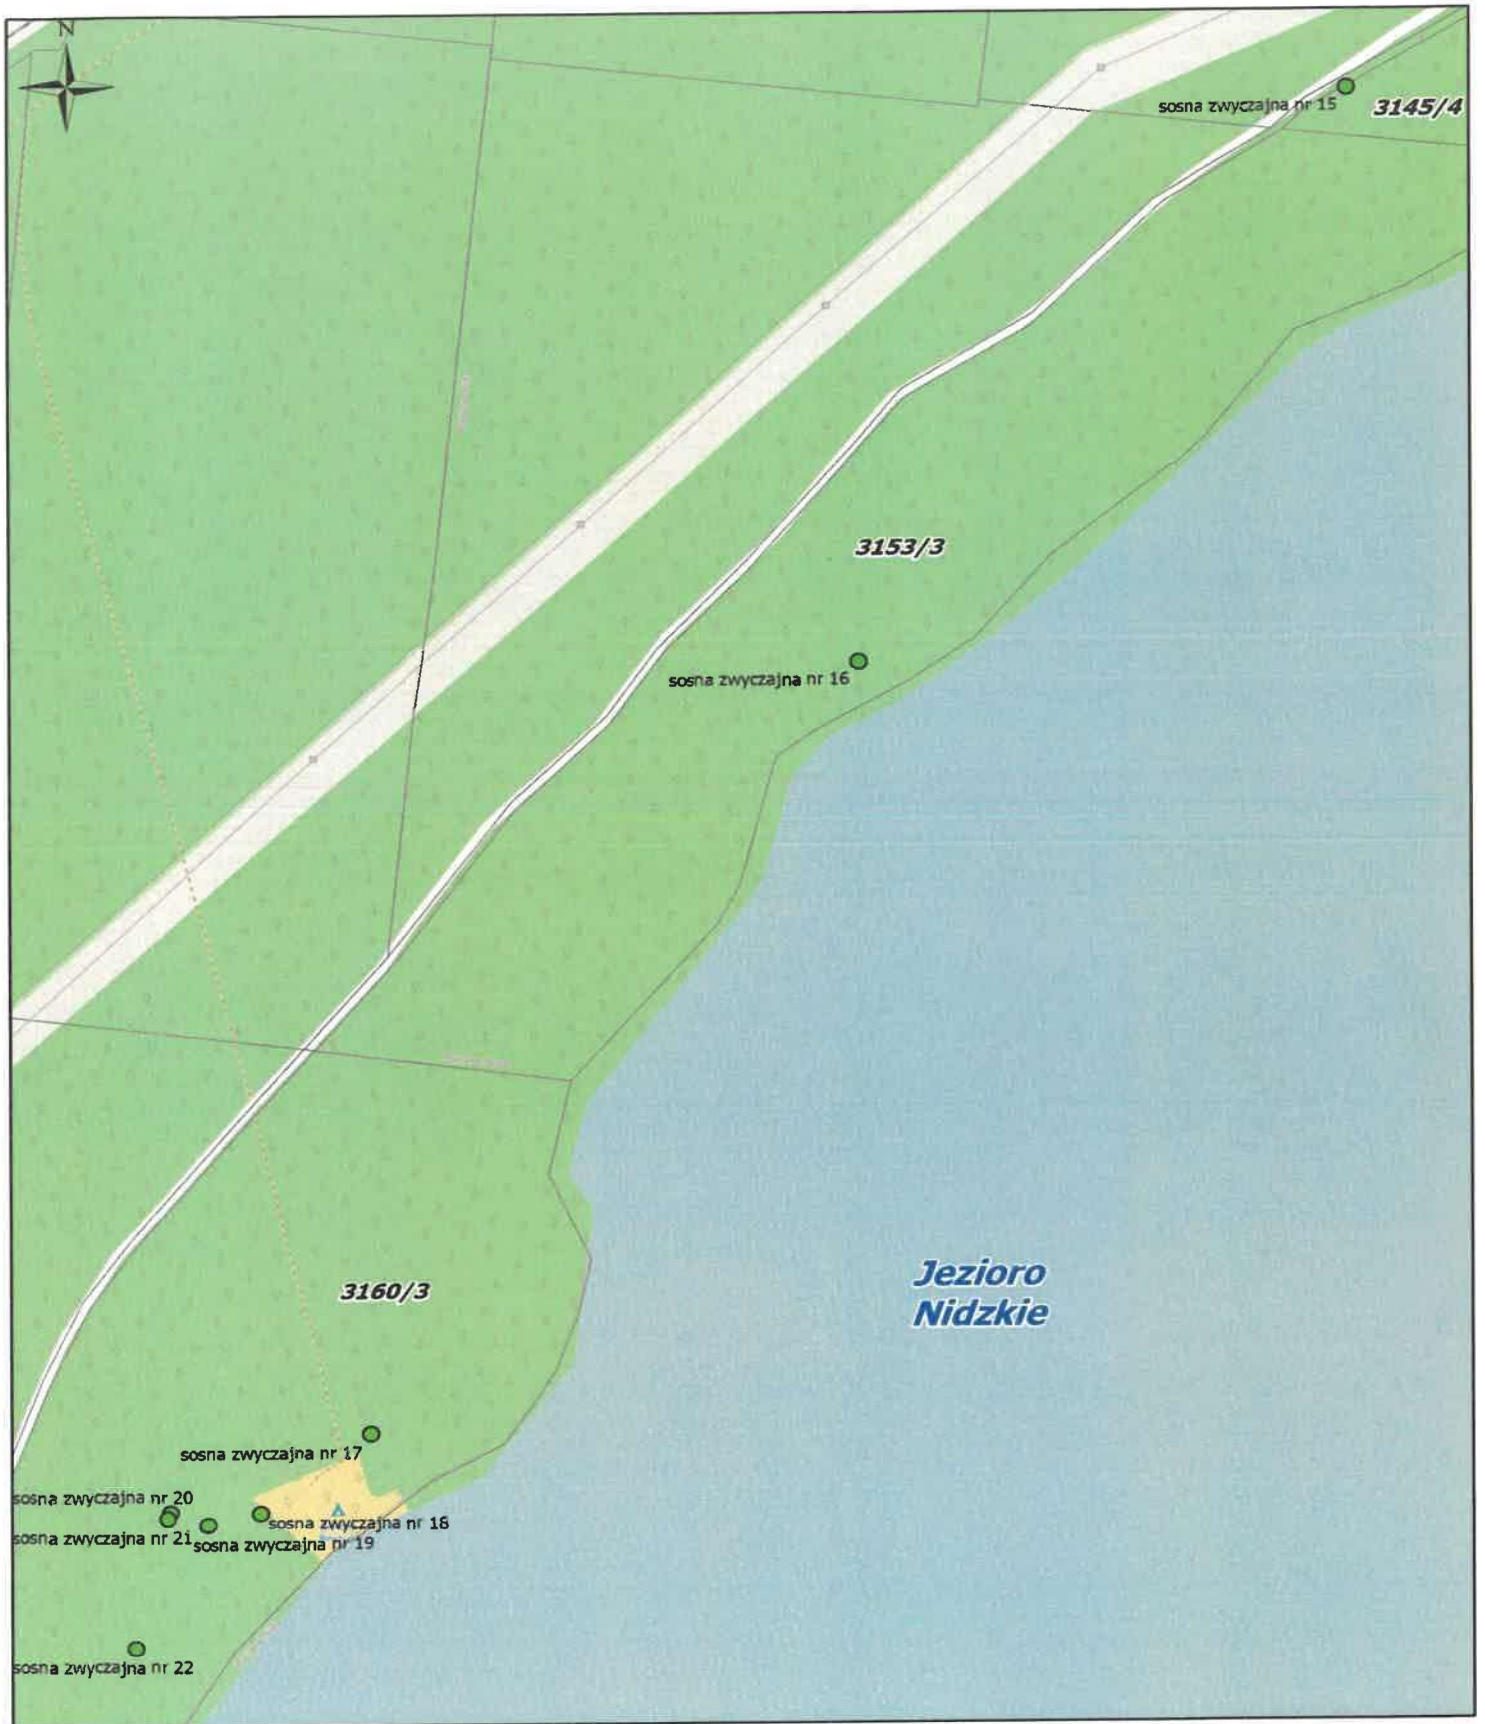 N
sosna zwyczajna nr 15
3145/4
3153/3
sosna zwyczajna nr 16
Jezioro
Nidzkie
3160/3
sosna zwyczajna nr 17
sosna zwyczajna nr 20
sosna zwyczajna nr 18
sosna zwyczajna nr 21
sosna zwyczajna nr 19
sosna zwyczajna nr 22